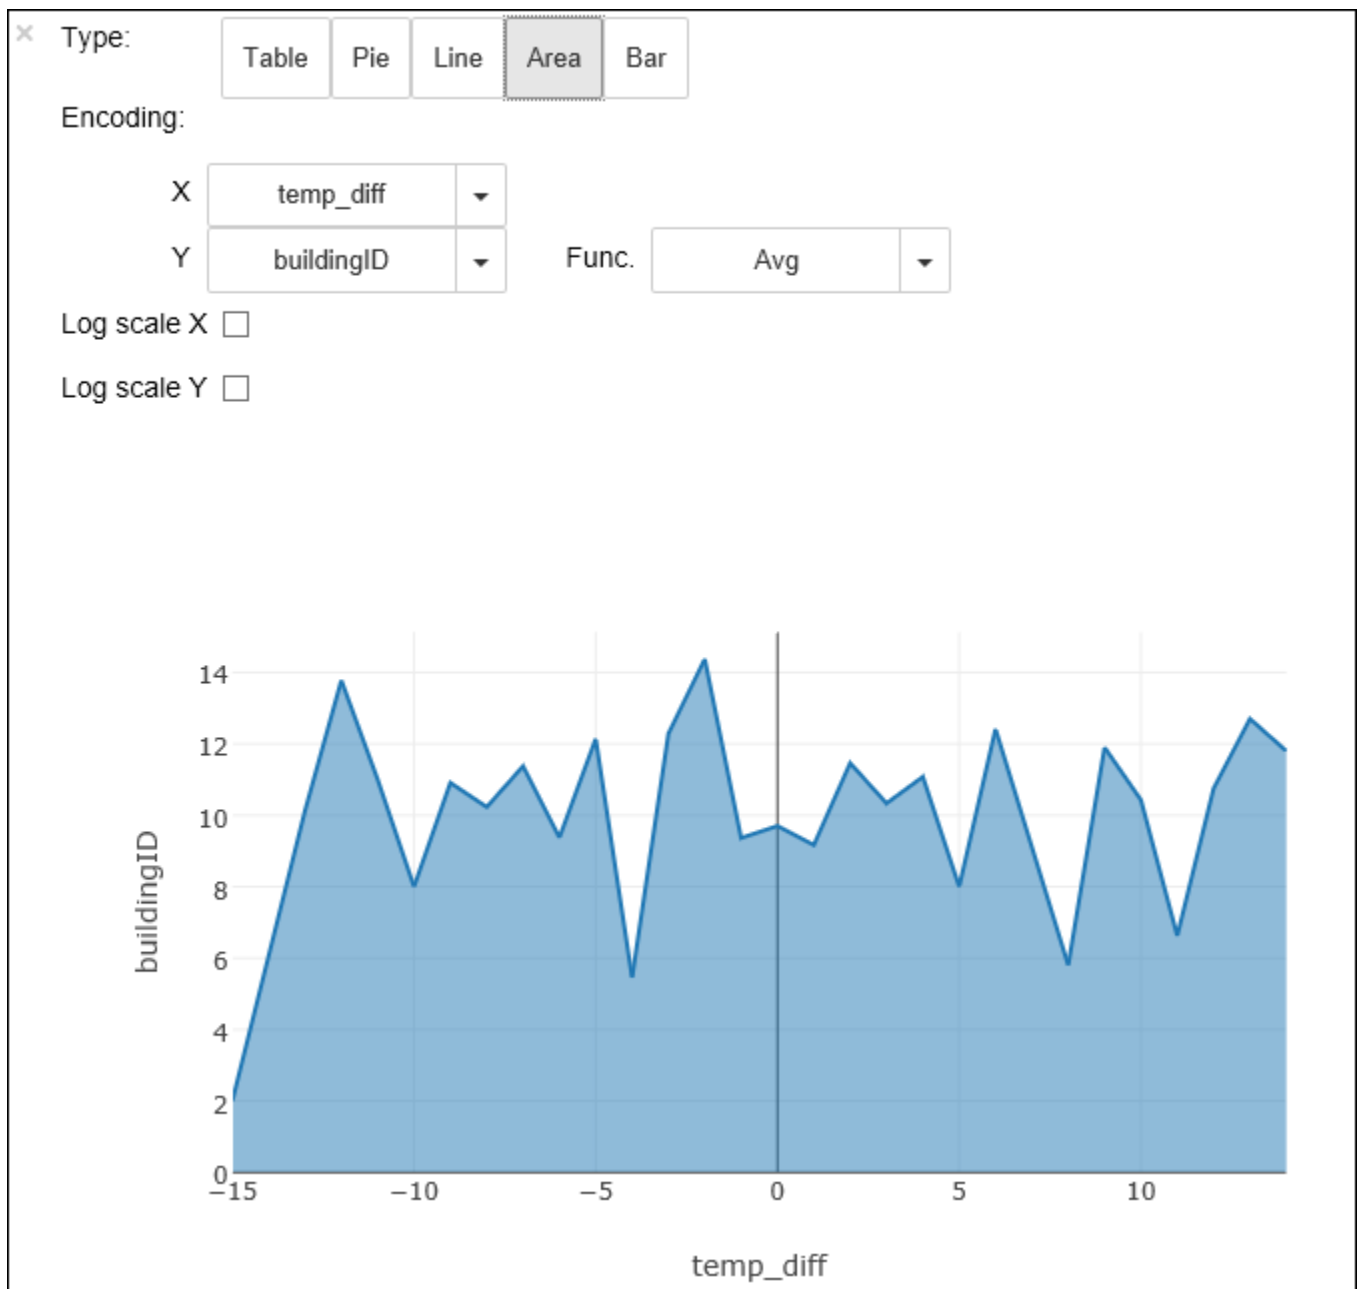 × Type: Table Pie Line Area Bar
Encoding:
X temp_diff
Y buildingID Func. Avg
Log scale X
Log scale Y
14
12
10
8
6
4
2
0
buildingID
−15 −10 −5 0 5 10
temp_diff